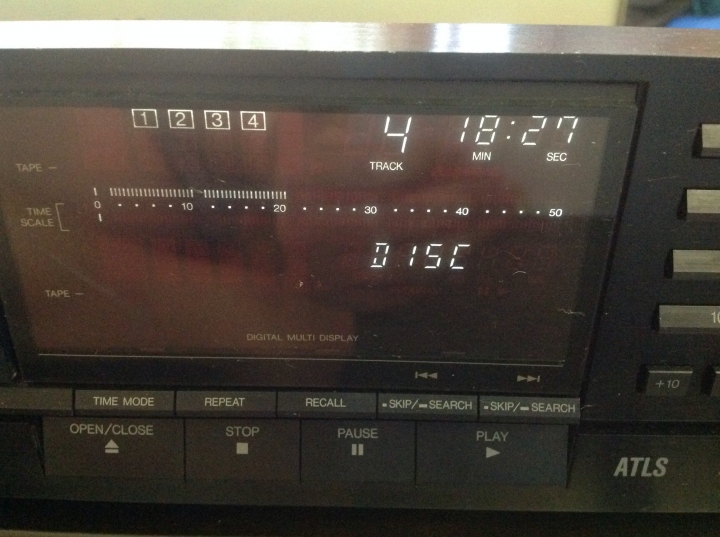 1 2 3 4
4 18:27
TRACK MIN SEC
TAPE
TIME SCALE
0 10 20 30 40 50
DISC
TAPE
DIGITAL MULTI DISPLAY
TIME MODE REPEAT RECALL SKIP/SEARCH SKIP/SEARCH
+10
OPEN/CLOSE STOP PAUSE PLAY
ATLS